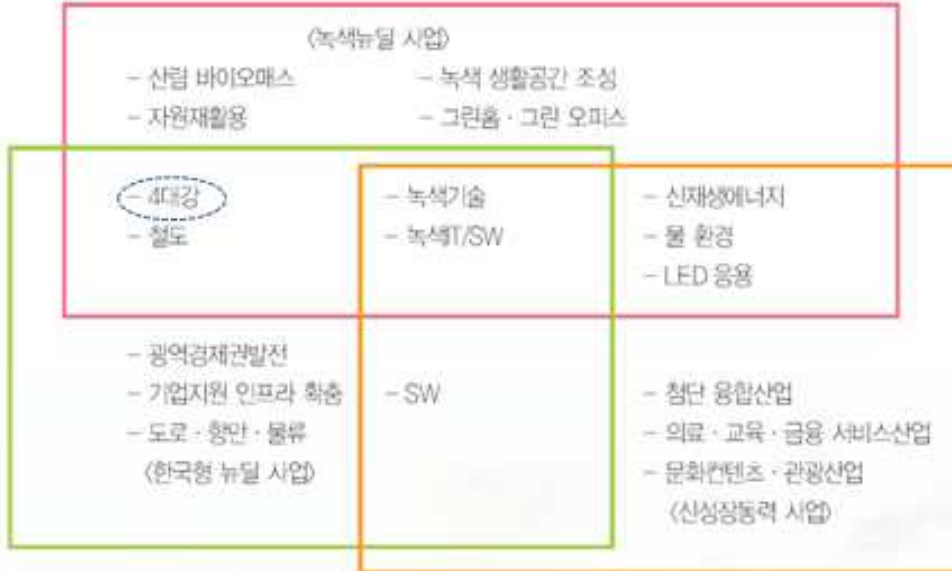 〈녹색뉴딜 사업〉
- 산림 바이오매스 - 녹색 생활공간 조성
- 자원재활용 - 그린홈·그린 오피스
- 4대강 - 녹색기술 - 신재생에너지
- 철도 - 녹색IT/SW - 물 환경
- LED 응용
- 광역경제권발전
- 기업지원 인프라 확충 - SW - 첨단 융합산업
- 도로·항만·물류 - 의료·교육·금융 서비스산업
〈한국형 뉴딜 사업〉 - 문화컨텐츠·관광산업
〈신성장동력 사업〉